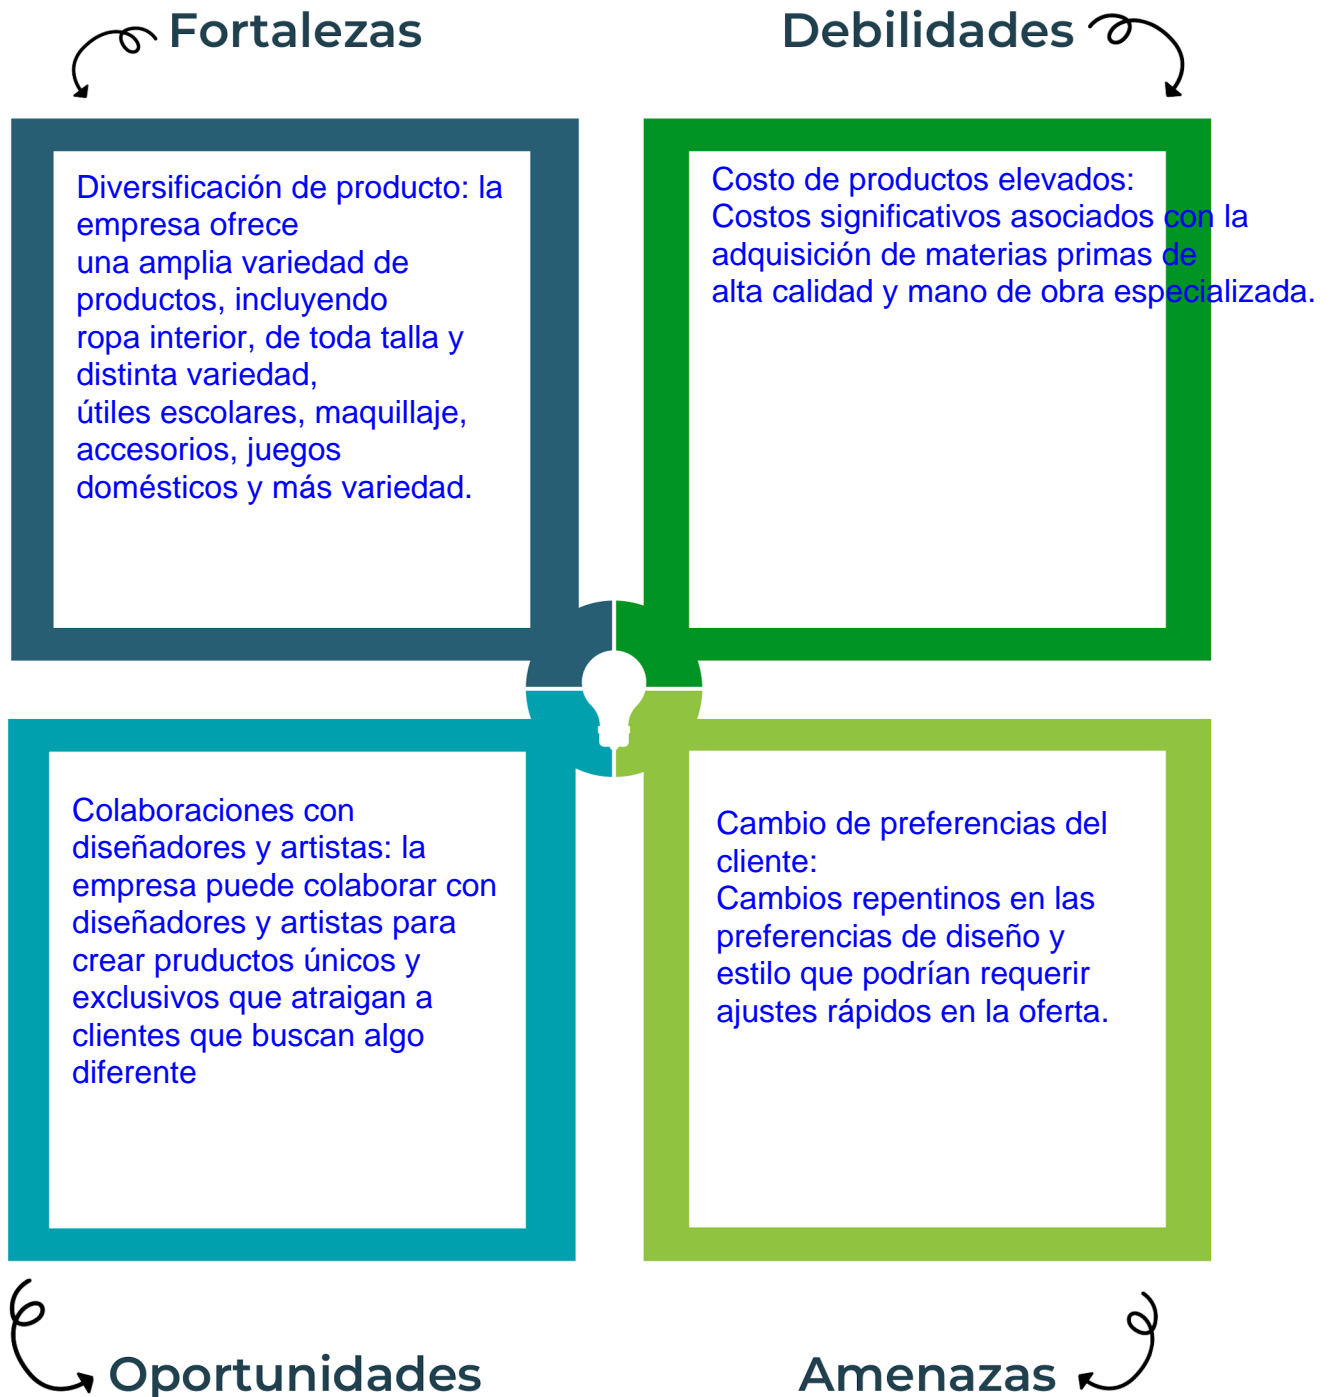 Fortalezas
Diversificación de producto: la
empresa ofrece
una amplia variedad de
productos, incluyendo
ropa interior, de toda talla y
distinta variedad,
útiles escolares, maquillaje,
accesorios, juegos
domésticos y más variedad.
Debilidades
Costo de productos elevados:
Costos significativos asociados con la
adquisición de materias primas de
alta calidad y mano de obra especializada.
Colaboraciones con
diseñadores y artistas: la
empresa puede colaborar con
diseñadores y artistas para
crear pruductos únicos y
exclusivos que atraigan a
clientes que buscan algo
diferente
Oportunidades
Cambio de preferencias del
cliente:
Cambios repentinos en las
preferencias de diseño y
estilo que podrían requerir
ajustes rápidos en la oferta.
Amenazas